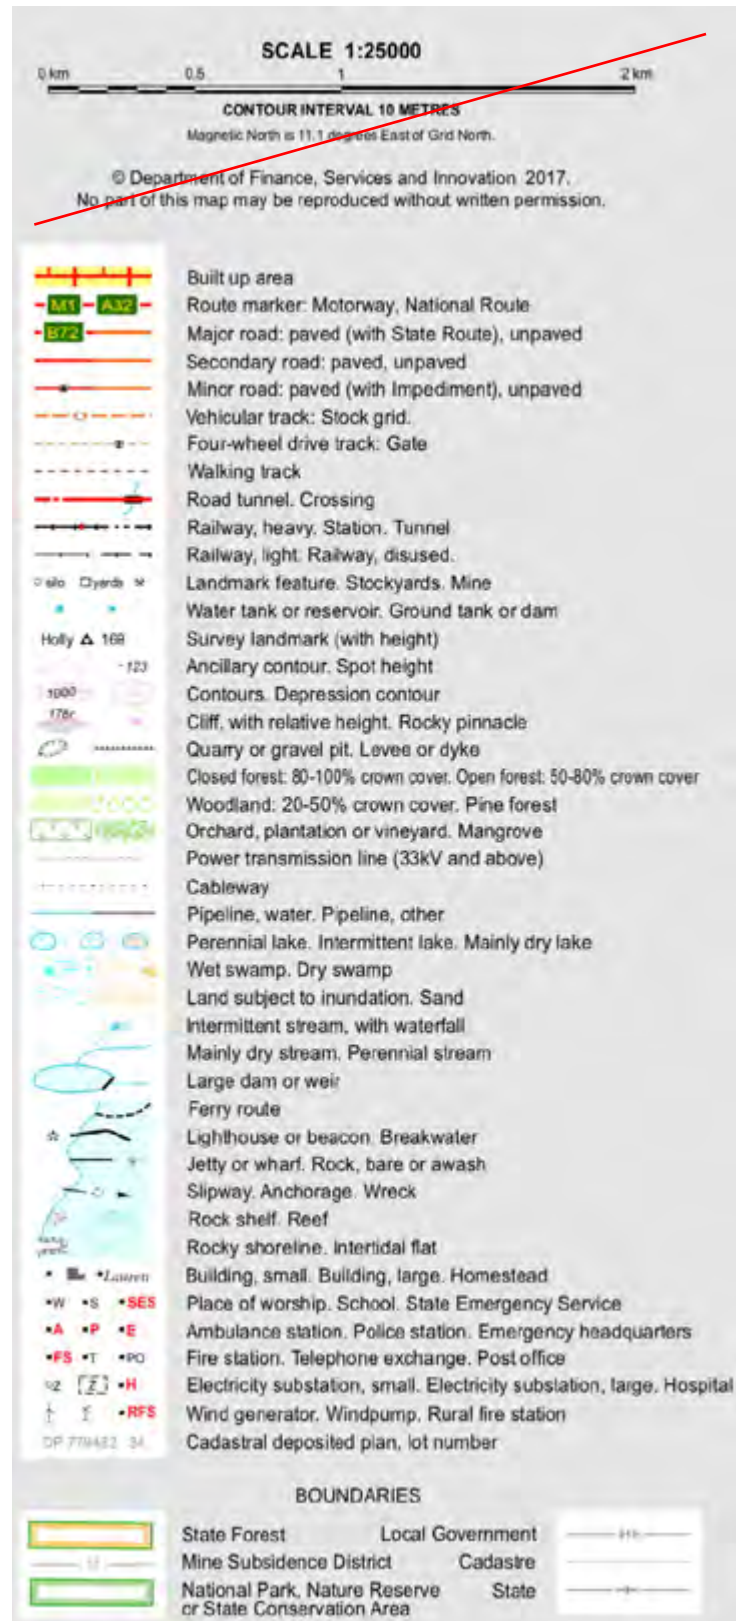 SCALE 1:25000
0 km 0.5 1 2 km
CONTOUR INTERVAL 10 METRES
Magnetic North is 11.1 degrees East of Grid North.
© Department of Finance, Services and Innovation 2017.
No part of this map may be reproduced without written permission.
Built up area
M1 A32 Route marker: Motorway, National Route
B72 Major road: paved (with State Route), unpaved
Secondary road: paved, unpaved
Minor road: paved (with Impediment), unpaved
Vehicular track: Stock grid.
Four-wheel drive track: Gate
Walking track
Road tunnel. Crossing
Railway, heavy. Station. Tunnel
Railway, light. Railway, disused.
silo yards Landmark feature. Stockyards. Mine
Water tank or reservoir. Ground tank or dam
Holly 169 Survey landmark (with height)
123 Ancillary contour. Spot height
1000 Contours. Depression contour
Cliff, with relative height. Rocky pinnacle
Quarry or gravel pit. Levee or dyke
Closed forest: 80-100% crown cover. Open forest: 50-80% crown cover
Woodland: 20-50% crown cover. Pine forest
Orchard, plantation or vineyard. Mangrove
Power transmission line (33kV and above)
Cableway
Pipeline, water. Pipeline, other
Perennial lake. Intermittent lake. Mainly dry lake
Wet swamp. Dry swamp
Land subject to inundation. Sand
Intermittent stream, with waterfall
Mainly dry stream. Perennial stream
Large dam or weir
Ferry route
Lighthouse or beacon. Breakwater
Jetty or wharf. Rock, bare or awash
Slipway. Anchorage. Wreck
Rock shelf. Reef
Rocky shoreline. Intertidal flat
Lauren Building, small. Building, large. Homestead
W S SES Place of worship. School. State Emergency Service
A P E Ambulance station. Police station. Emergency headquarters
FS T PO Fire station. Telephone exchange. Post office
Z Z H Electricity substation, small. Electricity substation, large. Hospital
RFS Wind generator. Windpump. Rural fire station
DP 34 Cadastral deposited plan, lot number
BOUNDARIES
State Forest Local Government
Mine Subsidence District Cadastre
National Park, Nature Reserve State
or State Conservation Area